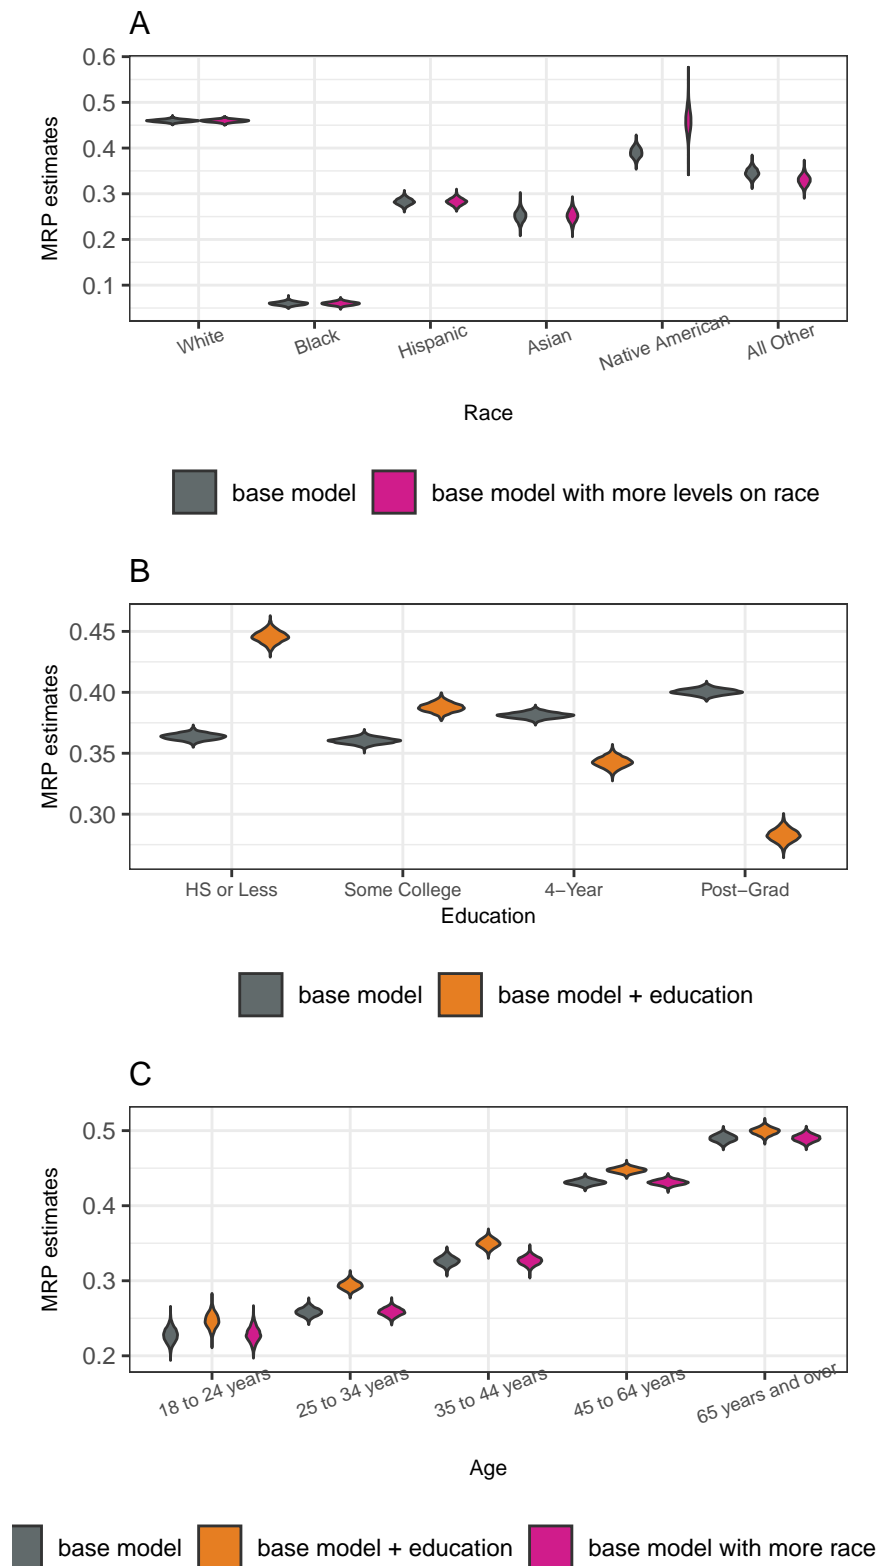 A
0.6
0.5
0.4
0.3
0.2
0.1
MRP estimates
White
Black
Hispanic
Asian
Native American
All Other
Race
base model
base model with more levels on race
B
0.45
0.40
0.35
0.30
MRP estimates
HS or Less
Some College
4−Year
Post−Grad
Education
base model
base model + education
C
0.5
0.4
0.3
0.2
MRP estimates
18 to 24 years
25 to 34 years
35 to 44 years
45 to 64 years
65 years and over
Age
base model
base model + education
base model with more race